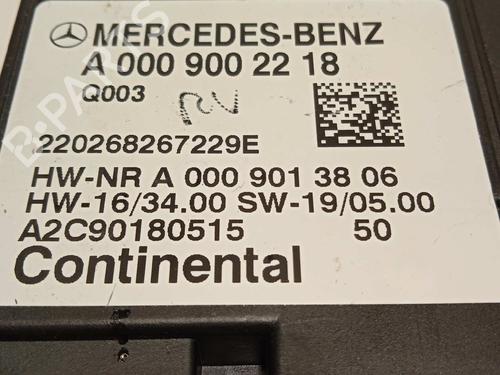 MERCEDES-BENZ
A 000 900 22 18
Q003
220268267229E
HW-NR A 000 901 38 06
HW-16/34.00 SW-19/05.00
A2C90180515 50
Continental
B-PARTS